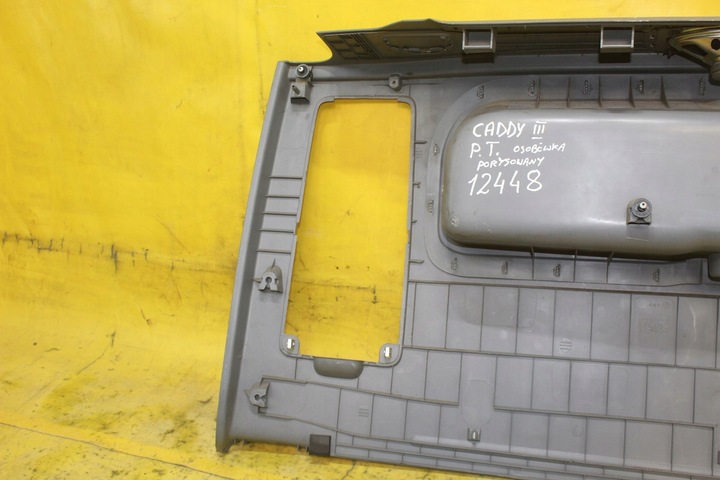 CADDY III
P.T. OSOBÓWKA
PORYSOWANY
12448